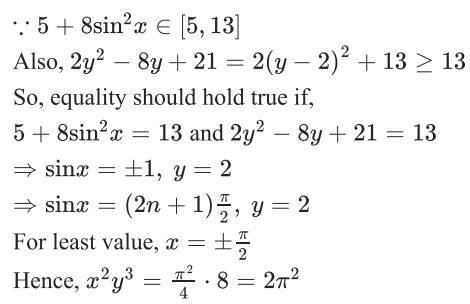 ∵ 5 + 8sin²x ∈ [5, 13]
Also, 2y² − 8y + 21 = 2(y − 2)² + 13 ≥ 13
So, equality should hold true if,
5 + 8sin²x = 13 and 2y² − 8y + 21 = 13
⇒ sinx = ±1, y = 2
⇒ sinx = (2n + 1)π/2, y = 2
For least value, x = ±π/2
Hence, x²y³ = π²/4 · 8 = 2π²